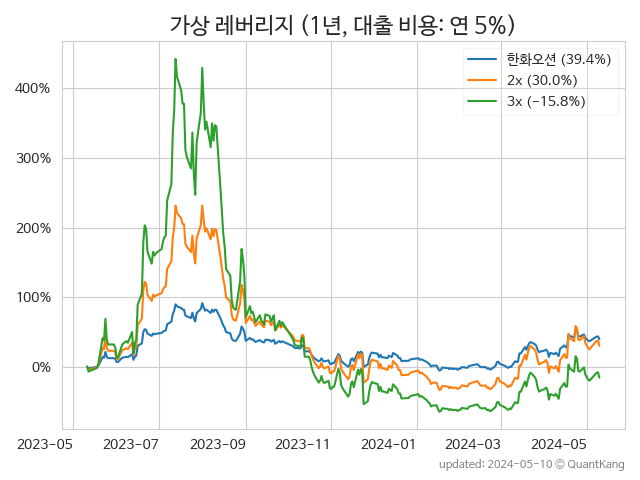 가상 레버리지 (1년, 대출 비용: 연 5%)
한화오션 (39.4%)
2x (30.0%)
3x (-15.8%)
400%
300%
200%
100%
0%
2023-05 2023-07 2023-09 2023-11 2024-01 2024-03 2024-05
updated: 2024-05-10 © QuantKang